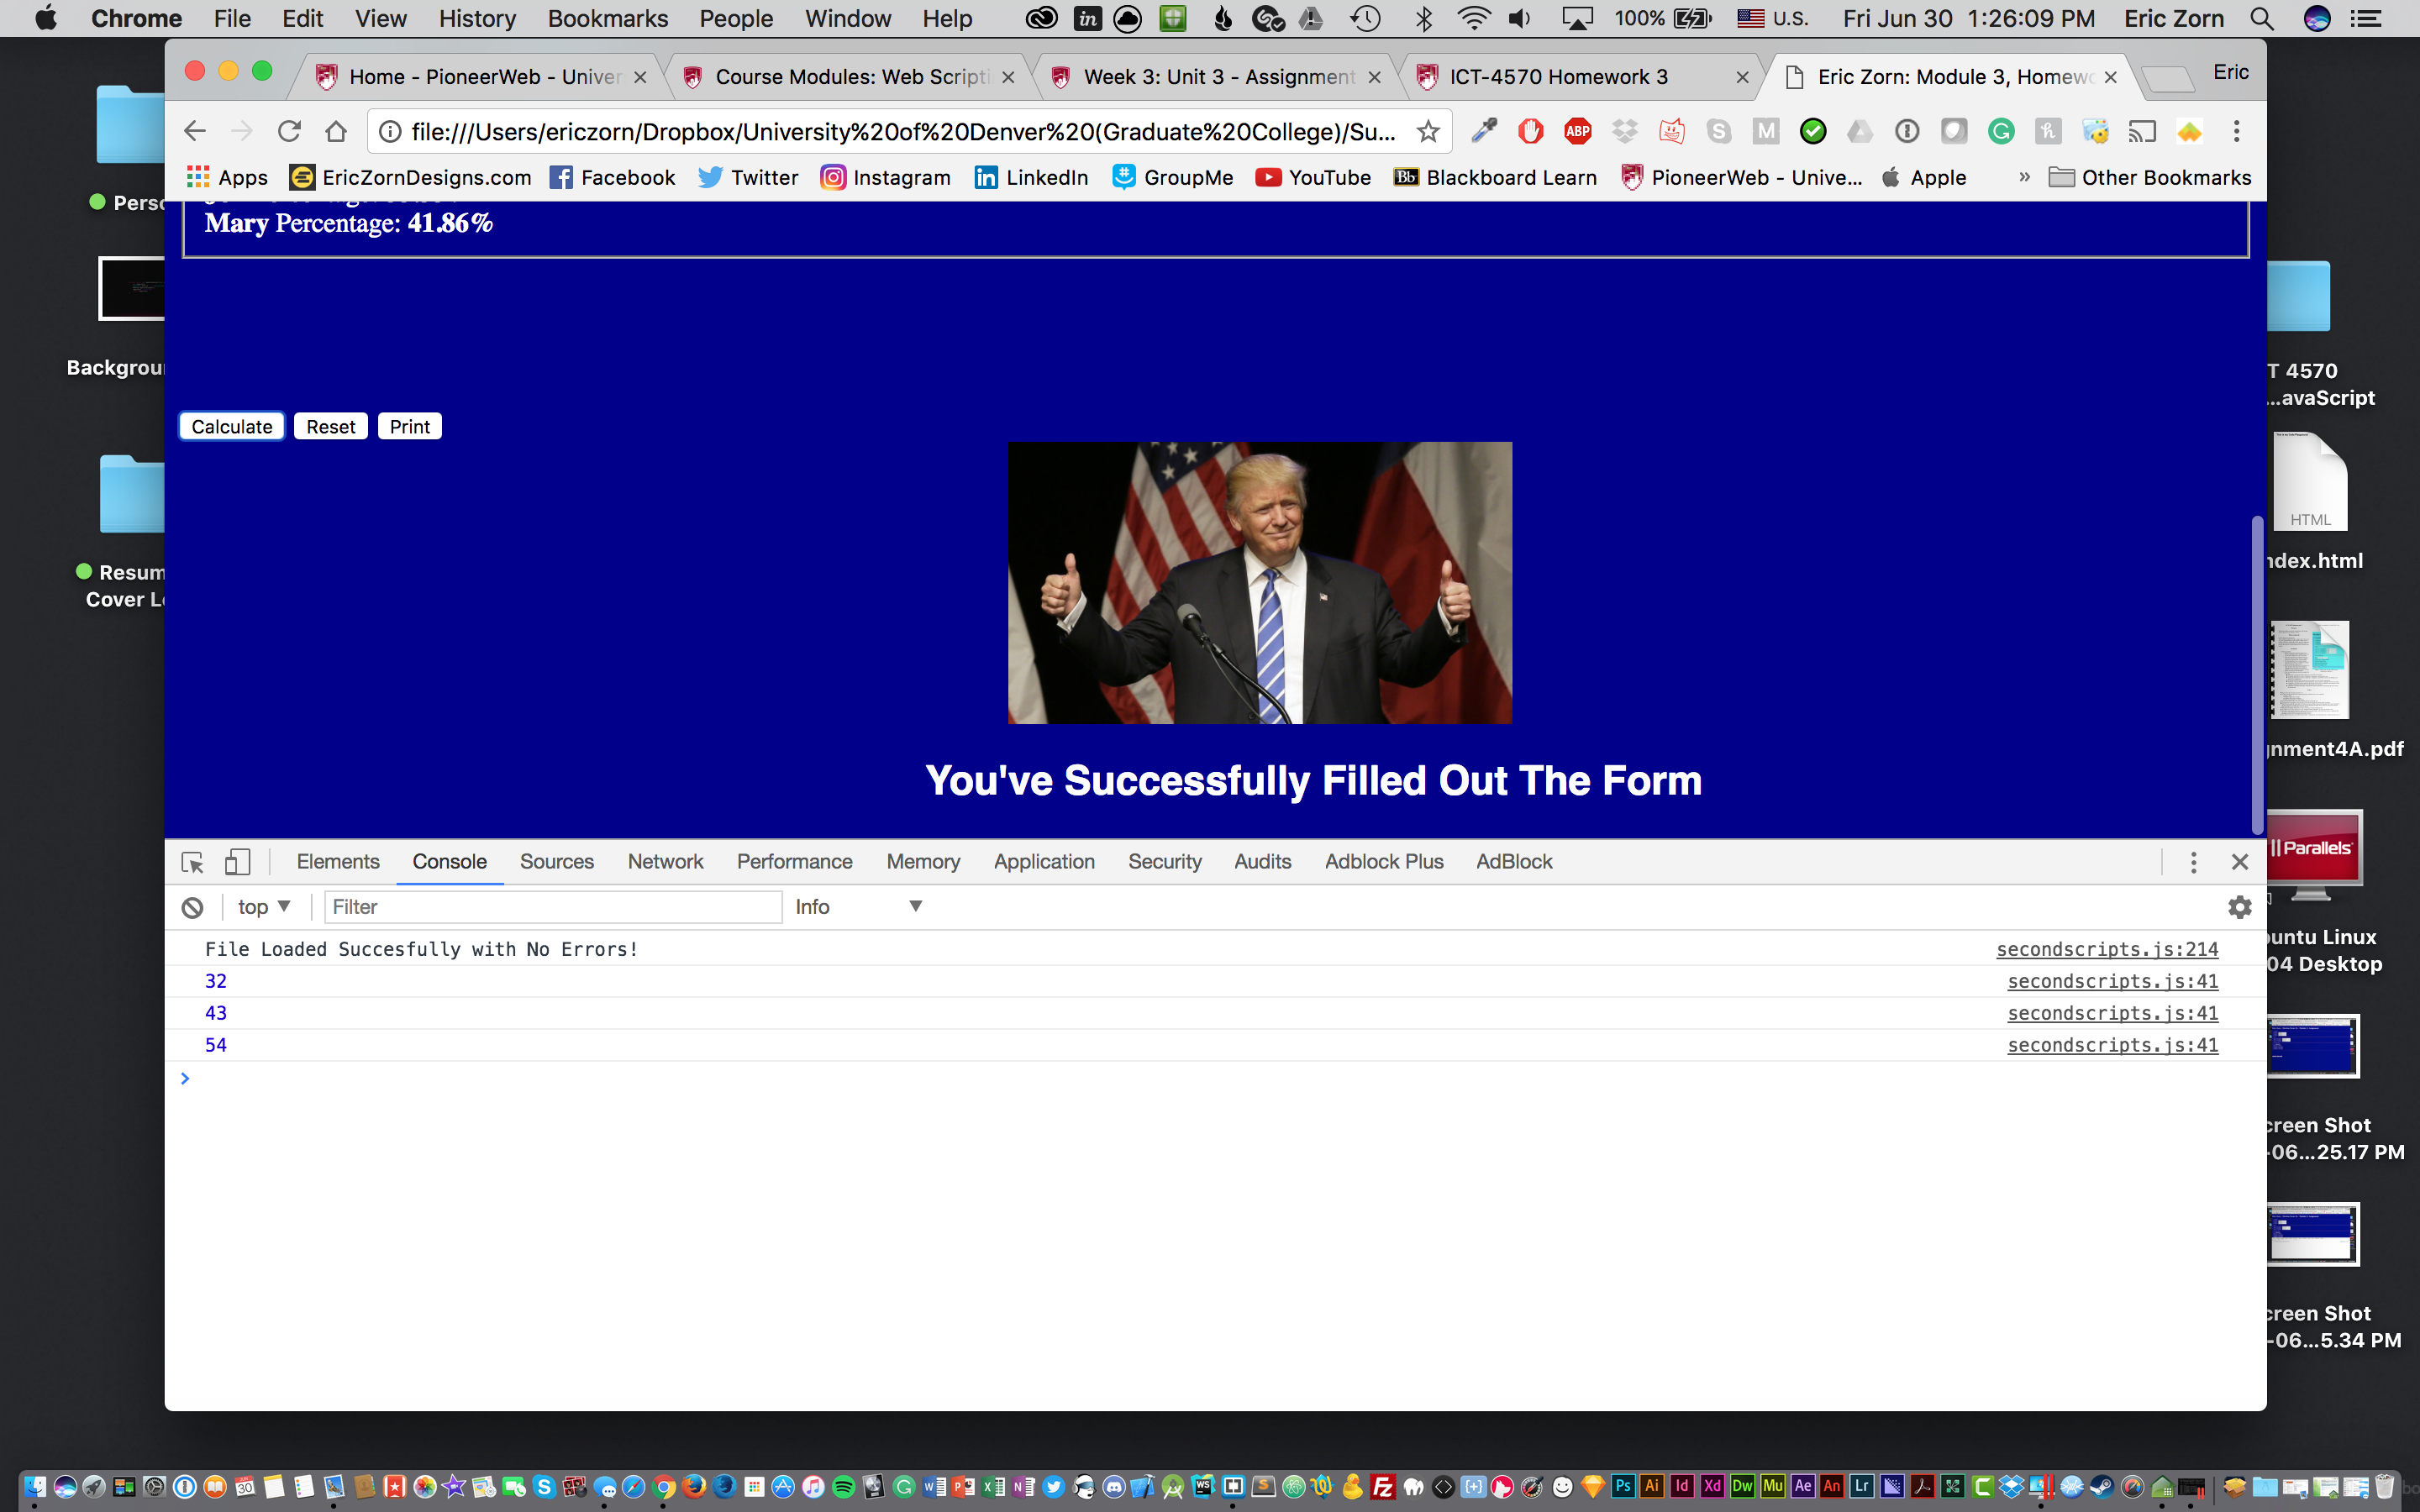 Chrome File Edit View History Bookmarks People Window Help 100% U.S. Fri Jun 30 1:26:09 PM Eric Zorn
Home - PioneerWeb - Univer
Course Modules: Web Scripti
Week 3: Unit 3 - Assignment
ICT-4570 Homework 3
Eric Zorn: Module 3, Homewo
Eric
file:///Users/ericzorn/Dropbox/University%20of%20Denver%20(Graduate%20College)/Su...
Apps EricZornDesigns.com Facebook Twitter Instagram LinkedIn GroupMe YouTube Blackboard Learn PioneerWeb - Unive... Apple » Other Bookmarks
Perso
Mary Percentage: 41.86%
Backgroun
T 4570
...avaScript
Calculate Reset Print
HTML
ndex.html
Resum
Cover Le
You've Successfully Filled Out The Form
nment4A.pdf
Elements Console Sources Network Performance Memory Application Security Audits Adblock Plus AdBlock
|| Parallels
top Filter Info
File Loaded Succesfully with No Errors! secondscripts.js:214
32 secondscripts.js:41
43 secondscripts.js:41
54 secondscripts.js:41
>
buntu Linux
04 Desktop
creen Shot
-06...25.17 PM
creen Shot
-06...5.34 PM